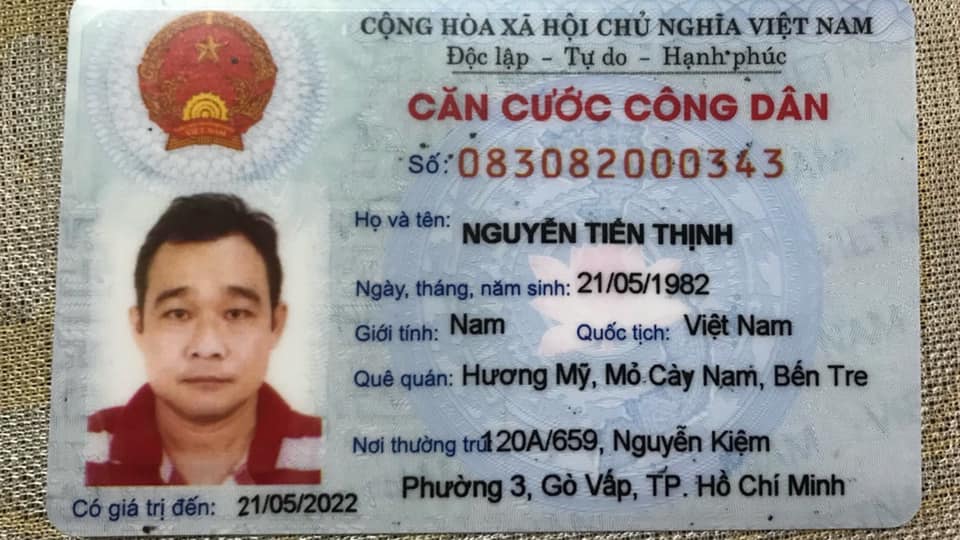 CỘNG HÒA XÃ HỘI CHỦ NGHĨA VIỆT NAM
Độc lập - Tự do - Hạnh phúc
CĂN CƯỚC CÔNG DÂN
Số: 083082000343
Họ và tên: NGUYỄN TIẾN THỊNH
Ngày, tháng, năm sinh: 21/05/1982
Giới tính: Nam Quốc tịch: Việt Nam
Quê quán: Hương Mỹ, Mỏ Cày Nam, Bến Tre
Nơi thường trú: 120A/659, Nguyễn Kiệm
Phường 3, Gò Vấp, TP. Hồ Chí Minh
Có giá trị đến: 21/05/2022
VIỆT NAM